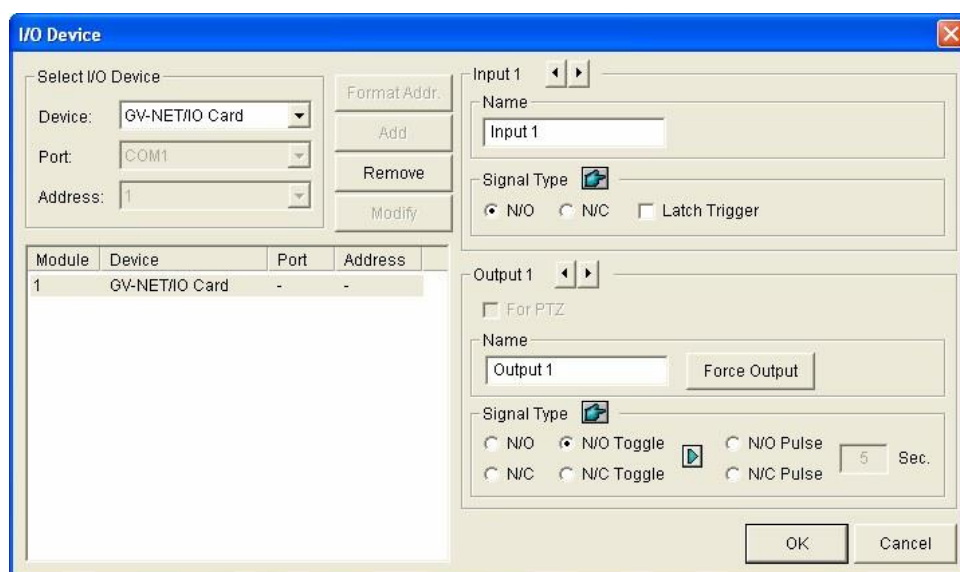 I/O Device
Select I/O Device
Device:
GV-NET/IO Card
Port:
COM1
Address:
1
Format Addr.
Add
Remove
Modify
Module Device Port Address
1 GV-NET/IO Card - -
Input 1
Name
Input 1
Signal Type
N/O N/C Latch Trigger
Output 1
For PTZ
Name
Output 1
Force Output
Signal Type
N/O N/O Toggle N/O Pulse
N/C N/C Toggle N/C Pulse
5 Sec.
OK Cancel